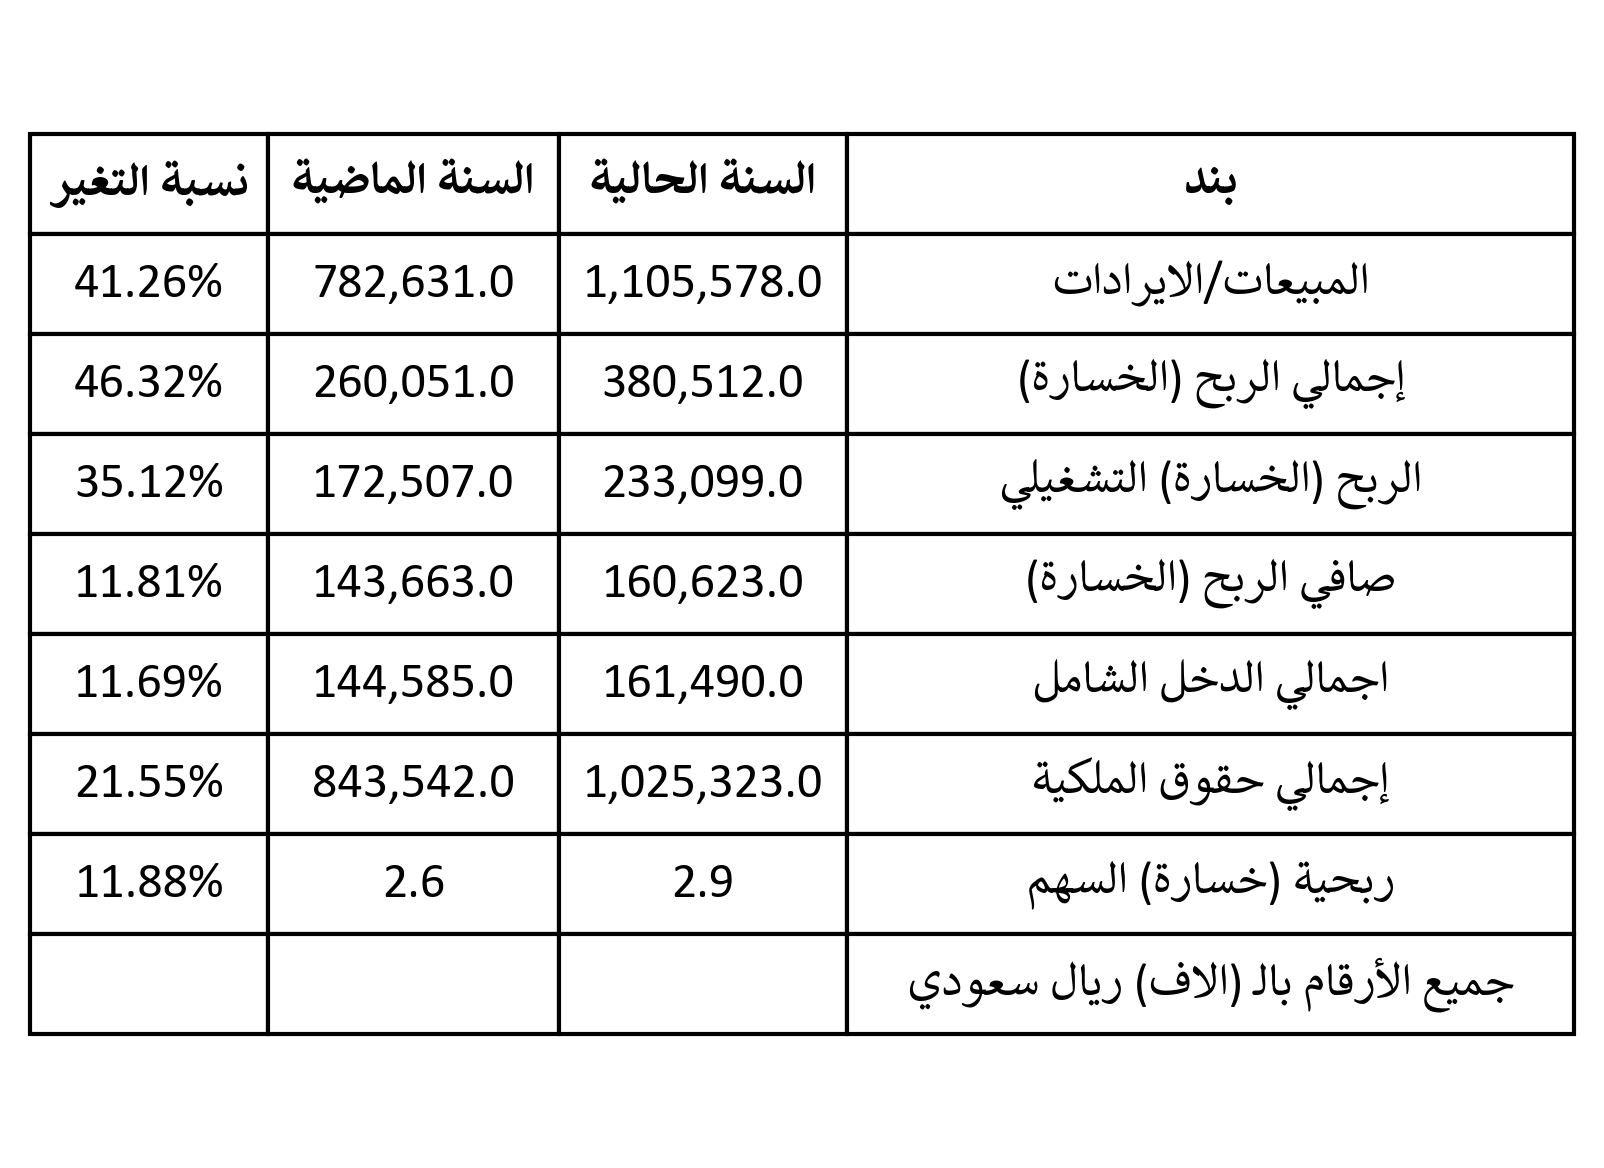 بند السنة الحالية السنة الماضية نسبة التغير
المبيعات/الايرادات 1,105,578.0 782,631.0 41.26%
إجمالي الربح (الخسارة) 380,512.0 260,051.0 46.32%
الربح (الخسارة) التشغيلي 233,099.0 172,507.0 35.12%
صافي الربح (الخسارة) 160,623.0 143,663.0 11.81%
اجمالي الدخل الشامل 161,490.0 144,585.0 11.69%
إجمالي حقوق الملكية 1,025,323.0 843,542.0 21.55%
ربحية (خسارة) السهم 2.9 2.6 11.88%
جميع الأرقام بالـ (الاف) ريال سعودي